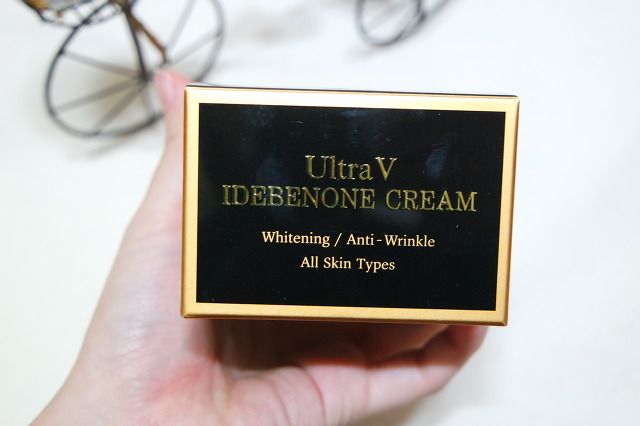 Ultra V
IDEBENONE CREAM
Whitening / Anti-Wrinkle
All Skin Types